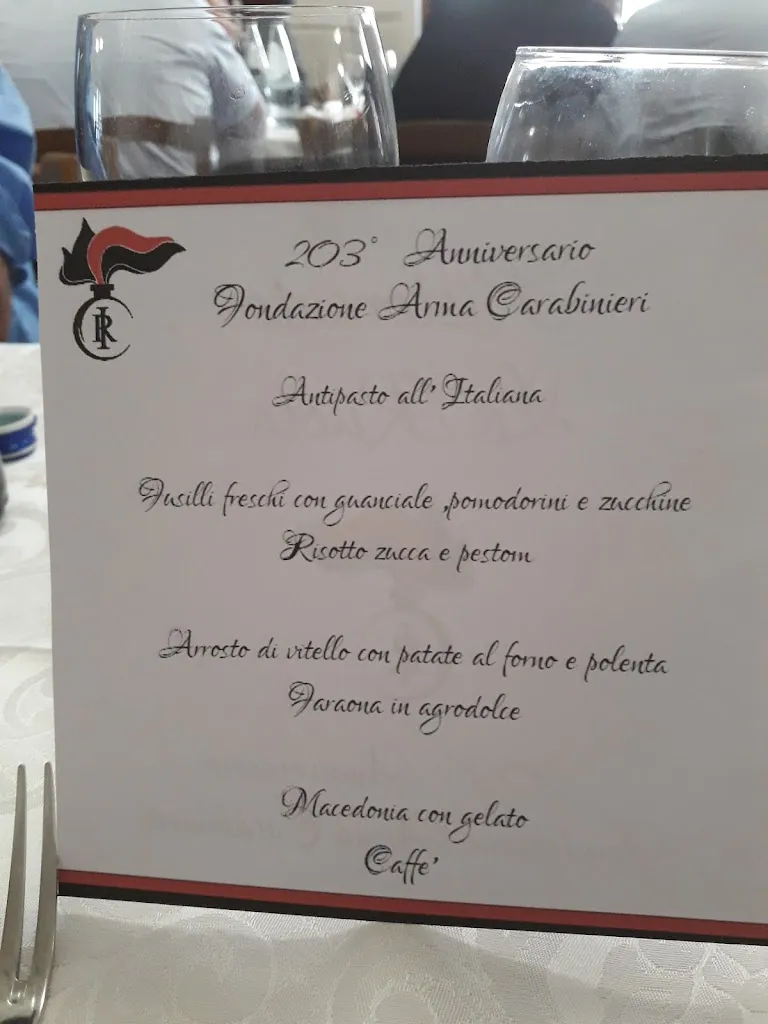 203° Anniversario
Fondazione Arma Carabinieri
RI
Antipasto all' Italiana
Fusilli freschi con guanciale ,pomodorini e zucchine
Risotto zucca e pestom
Arrosto di vitello con patate al forno e polenta
Faraona in agrodolce
Macedonia con gelato
Caffe'